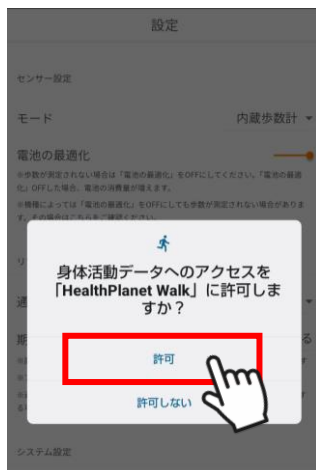 設定
センサー設定
モード
内蔵歩数計
電池の最適化
※歩数が測定されない場合は「電池の最適化」をOFFにしてください。「電池の最適
化」OFFした場合、電池の消費量が増えます。
※機種によっては「電池の最適化」をOFFにしても歩数が測定されない場合がありま
す。その場合はこちらをご確認ください。
身体活動データへのアクセスを
「HealthPlanet Walk」に許可しま
すか？
許可
許可しない
システム設定